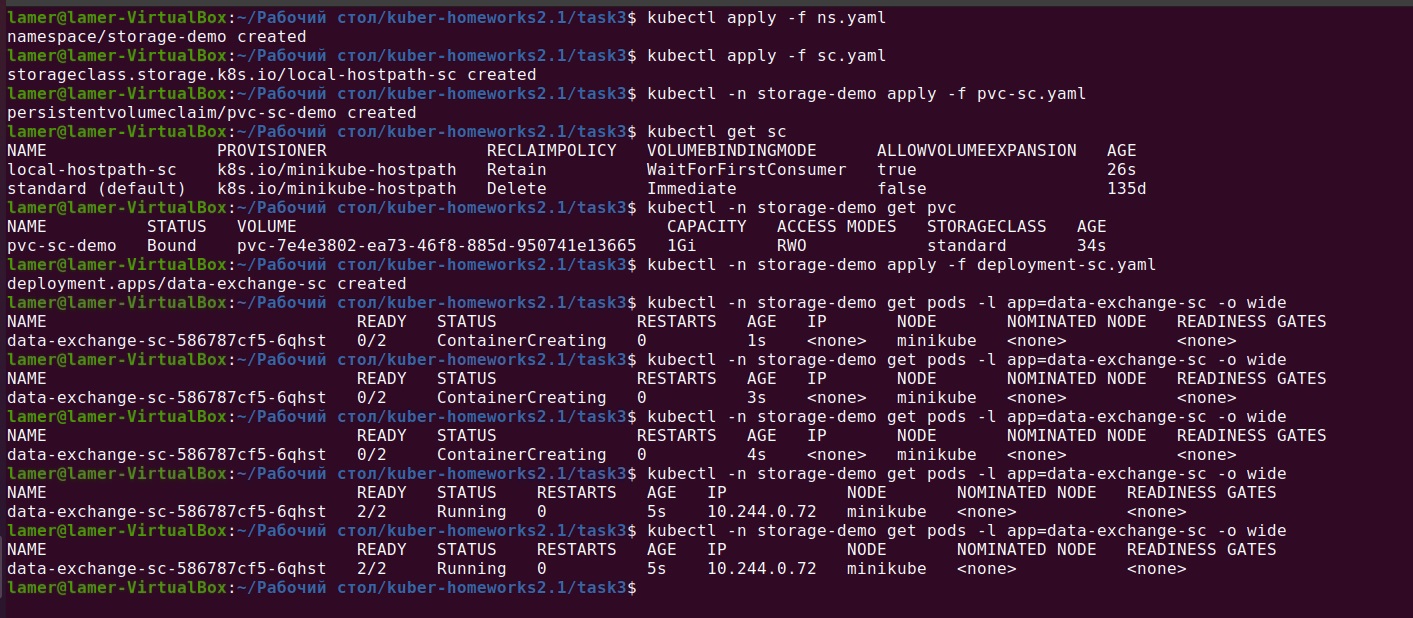 lamer@lamer-VirtualBox:~/Рабочий стол/kuber-homeworks2.1/task3$ kubectl apply -f ns.yaml
namespace/storage-demo created
lamer@lamer-VirtualBox:~/Рабочий стол/kuber-homeworks2.1/task3$ kubectl apply -f sc.yaml
storageclass.storage.k8s.io/local-hostpath-sc created
lamer@lamer-VirtualBox:~/Рабочий стол/kuber-homeworks2.1/task3$ kubectl -n storage-demo apply -f pvc-sc.yaml
persistentvolumeclaim/pvc-sc-demo created
lamer@lamer-VirtualBox:~/Рабочий стол/kuber-homeworks2.1/task3$ kubectl get sc
NAME                 PROVISIONER                RECLAIMPOLICY   VOLUMEBINDINGMODE      ALLOWVOLUMEEXPANSION   AGE
local-hostpath-sc    k8s.io/minikube-hostpath   Retain          WaitForFirstConsumer   true                   26s
standard (default)   k8s.io/minikube-hostpath   Delete          Immediate              false                  135d
lamer@lamer-VirtualBox:~/Рабочий стол/kuber-homeworks2.1/task3$ kubectl -n storage-demo get pvc
NAME          STATUS   VOLUME                                     CAPACITY   ACCESS MODES   STORAGECLASS   AGE
pvc-sc-demo   Bound    pvc-7e4e3802-ea73-46f8-885d-950741e13665   1Gi        RWO            standard       34s
lamer@lamer-VirtualBox:~/Рабочий стол/kuber-homeworks2.1/task3$ kubectl -n storage-demo apply -f deployment-sc.yaml
deployment.apps/data-exchange-sc created
lamer@lamer-VirtualBox:~/Рабочий стол/kuber-homeworks2.1/task3$ kubectl -n storage-demo get pods -l app=data-exchange-sc -o wide
NAME                               READY   STATUS              RESTARTS   AGE   IP       NODE       NOMINATED NODE   READINESS GATES
data-exchange-sc-586787cf5-6qhst   0/2     ContainerCreating   0          1s    <none>   minikube   <none>           <none>
lamer@lamer-VirtualBox:~/Рабочий стол/kuber-homeworks2.1/task3$ kubectl -n storage-demo get pods -l app=data-exchange-sc -o wide
NAME                               READY   STATUS              RESTARTS   AGE   IP       NODE       NOMINATED NODE   READINESS GATES
data-exchange-sc-586787cf5-6qhst   0/2     ContainerCreating   0          3s    <none>   minikube   <none>           <none>
lamer@lamer-VirtualBox:~/Рабочий стол/kuber-homeworks2.1/task3$ kubectl -n storage-demo get pods -l app=data-exchange-sc -o wide
NAME                               READY   STATUS              RESTARTS   AGE   IP       NODE       NOMINATED NODE   READINESS GATES
data-exchange-sc-586787cf5-6qhst   0/2     ContainerCreating   0          4s    <none>   minikube   <none>           <none>
lamer@lamer-VirtualBox:~/Рабочий стол/kuber-homeworks2.1/task3$ kubectl -n storage-demo get pods -l app=data-exchange-sc -o wide
NAME                               READY   STATUS    RESTARTS   AGE   IP            NODE       NOMINATED NODE   READINESS GATES
data-exchange-sc-586787cf5-6qhst   2/2     Running   0          5s    10.244.0.72   minikube   <none>           <none>
lamer@lamer-VirtualBox:~/Рабочий стол/kuber-homeworks2.1/task3$ kubectl -n storage-demo get pods -l app=data-exchange-sc -o wide
NAME                               READY   STATUS    RESTARTS   AGE   IP            NODE       NOMINATED NODE   READINESS GATES
data-exchange-sc-586787cf5-6qhst   2/2     Running   0          5s    10.244.0.72   minikube   <none>           <none>
lamer@lamer-VirtualBox:~/Рабочий стол/kuber-homeworks2.1/task3$